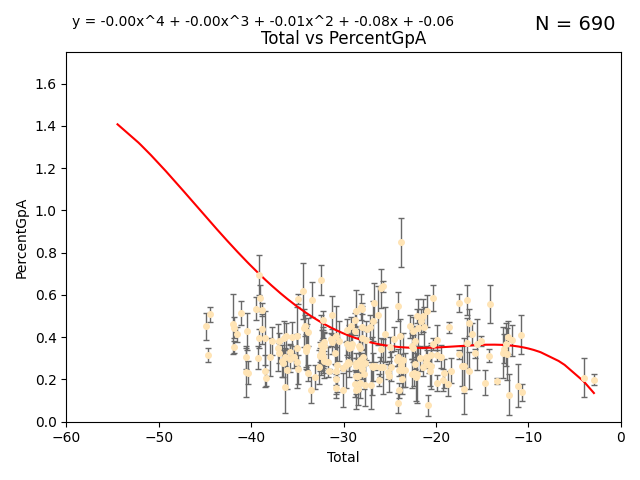 y = -0.00x^4 + -0.00x^3 + -0.01x^2 + -0.08x + -0.06
N = 690
Total vs PercentGpA
PercentGpA
1.6
1.4
1.2
1.0
0.8
0.6
0.4
0.2
0.0
−60 −50 −40 −30 −20 −10 0
Total